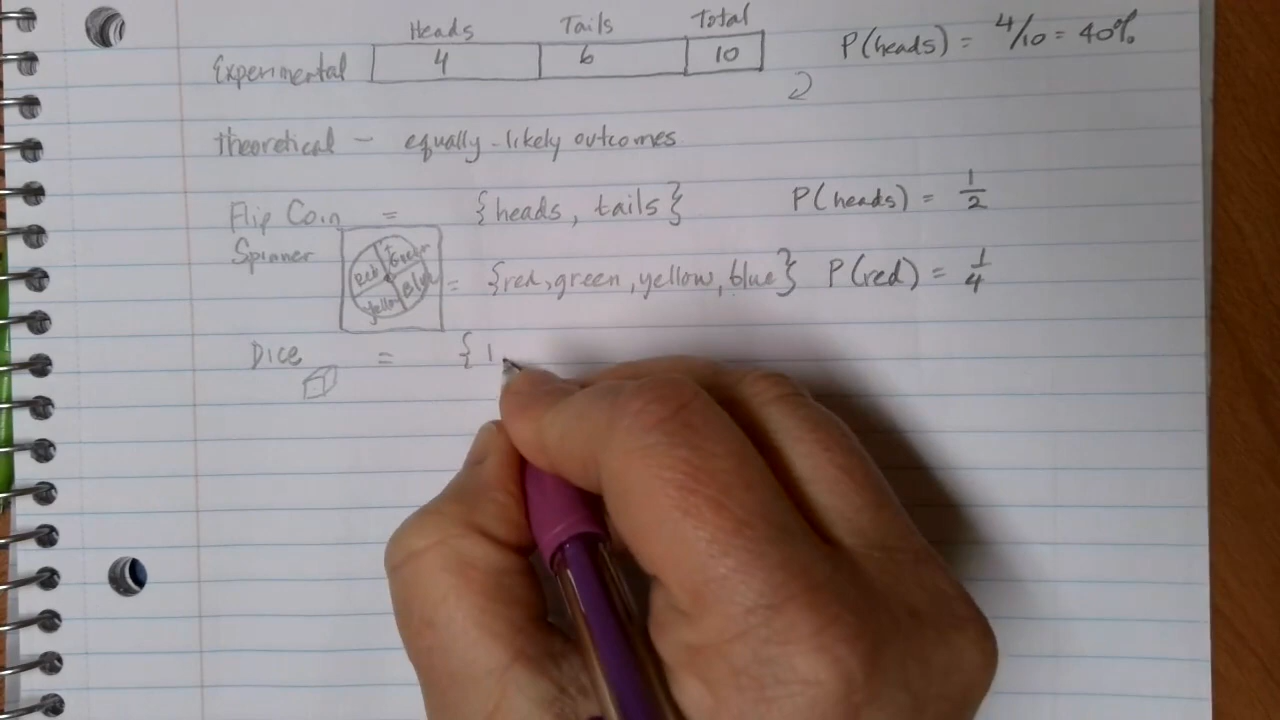 Heads Tails Total
Experimental 4 6 10 P(heads) = 4/10 = 40%
Theoretical - equally-likely outcomes
Flip Coin = {heads, tails} P(heads) = 1/2
Spinner Red Green Yellow Blue = {red, green, yellow, blue} P(red) = 1/4
Dice = {1,